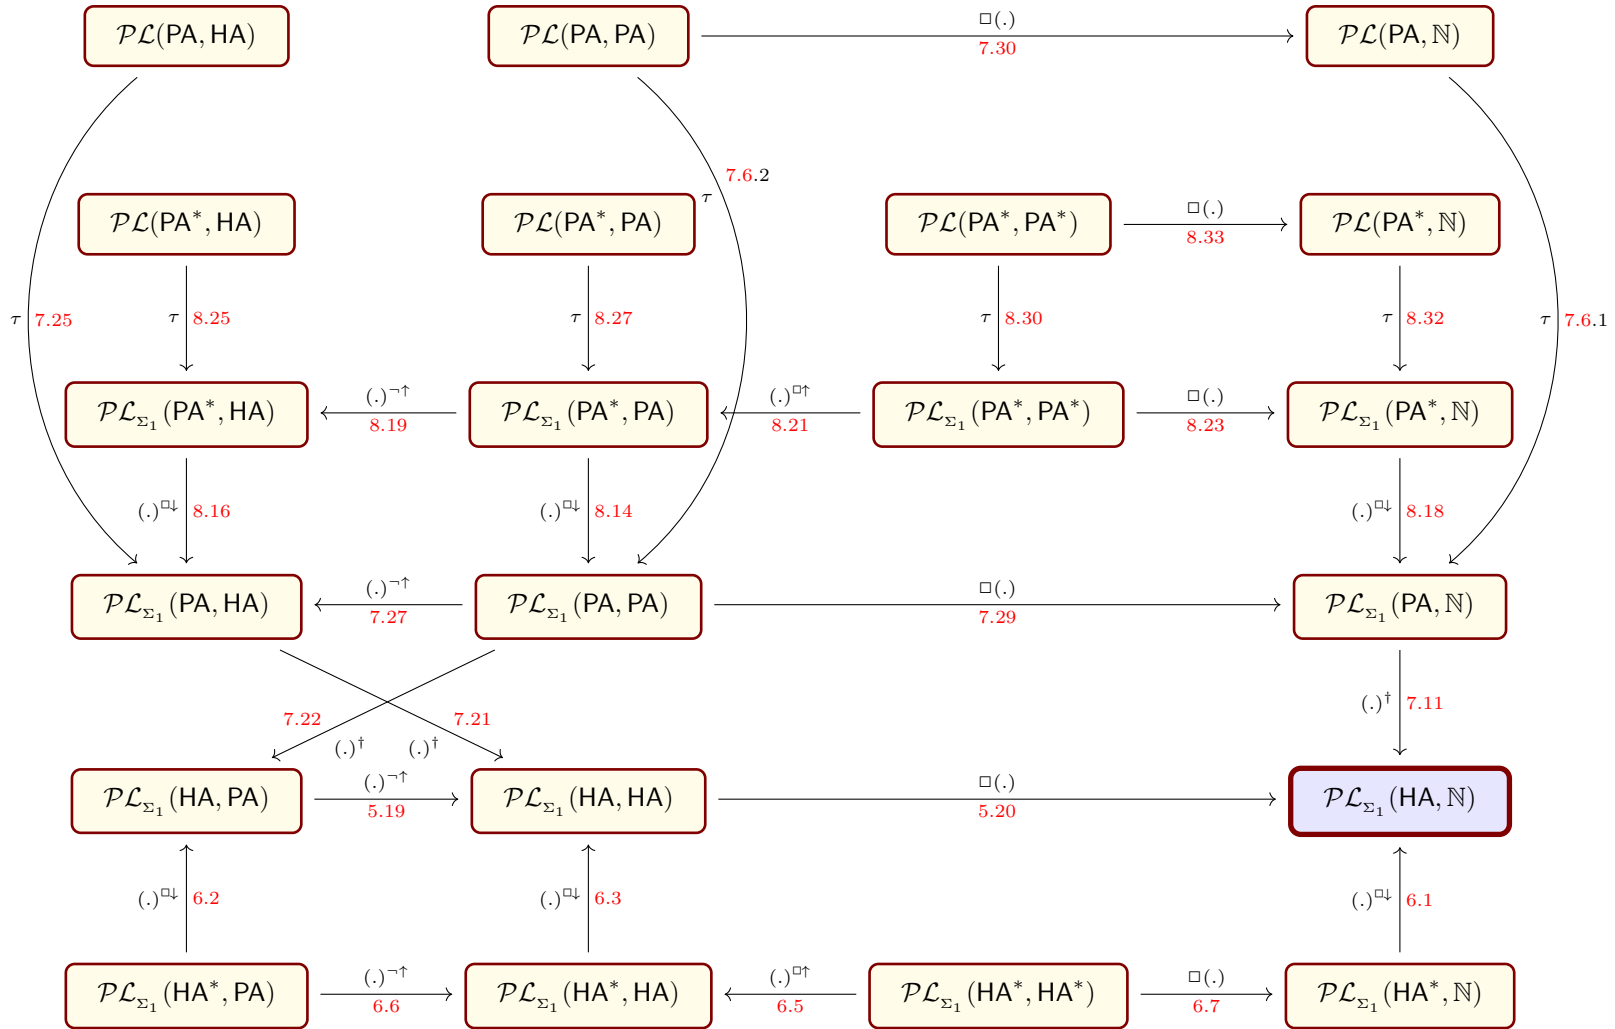 𝒫ℒ(PA, HA) 𝒫ℒ(PA, PA) □(.) 𝒫ℒ(PA, ℕ)
7.30
7.6.2
𝒫ℒ(PA*, HA) 𝒫ℒ(PA*, PA) τ 𝒫ℒ(PA*, PA*) □(.) 𝒫ℒ(PA*, ℕ)
8.33
τ 7.25 τ 8.25 τ 8.27 τ 8.30 τ 8.32 τ 7.6.1
𝒫ℒ_Σ₁(PA*, HA) (.)^¬↑ 𝒫ℒ_Σ₁(PA*, PA) (.)^□↑ 𝒫ℒ_Σ₁(PA*, PA*) □(.) 𝒫ℒ_Σ₁(PA*, ℕ)
8.19 8.21 8.23
(.)^□↓ 8.16 (.)^□↓ 8.14 (.)^□↓ 8.18
𝒫ℒ_Σ₁(PA, HA) (.)^¬↑ 𝒫ℒ_Σ₁(PA, PA) □(.) 𝒫ℒ_Σ₁(PA, ℕ)
7.27 7.29
7.22 7.21 (.)^† 7.11
(.)^† (.)^†
𝒫ℒ_Σ₁(HA, PA) (.)^¬↑ 𝒫ℒ_Σ₁(HA, HA) □(.) 𝒫ℒ_Σ₁(HA, ℕ)
5.19 5.20
(.)^□↓ 6.2 (.)^□↓ 6.3 (.)^□↓ 6.1
𝒫ℒ_Σ₁(HA*, PA) (.)^¬↑ 𝒫ℒ_Σ₁(HA*, HA) (.)^□↑ 𝒫ℒ_Σ₁(HA*, HA*) □(.) 𝒫ℒ_Σ₁(HA*, ℕ)
6.6 6.5 6.7